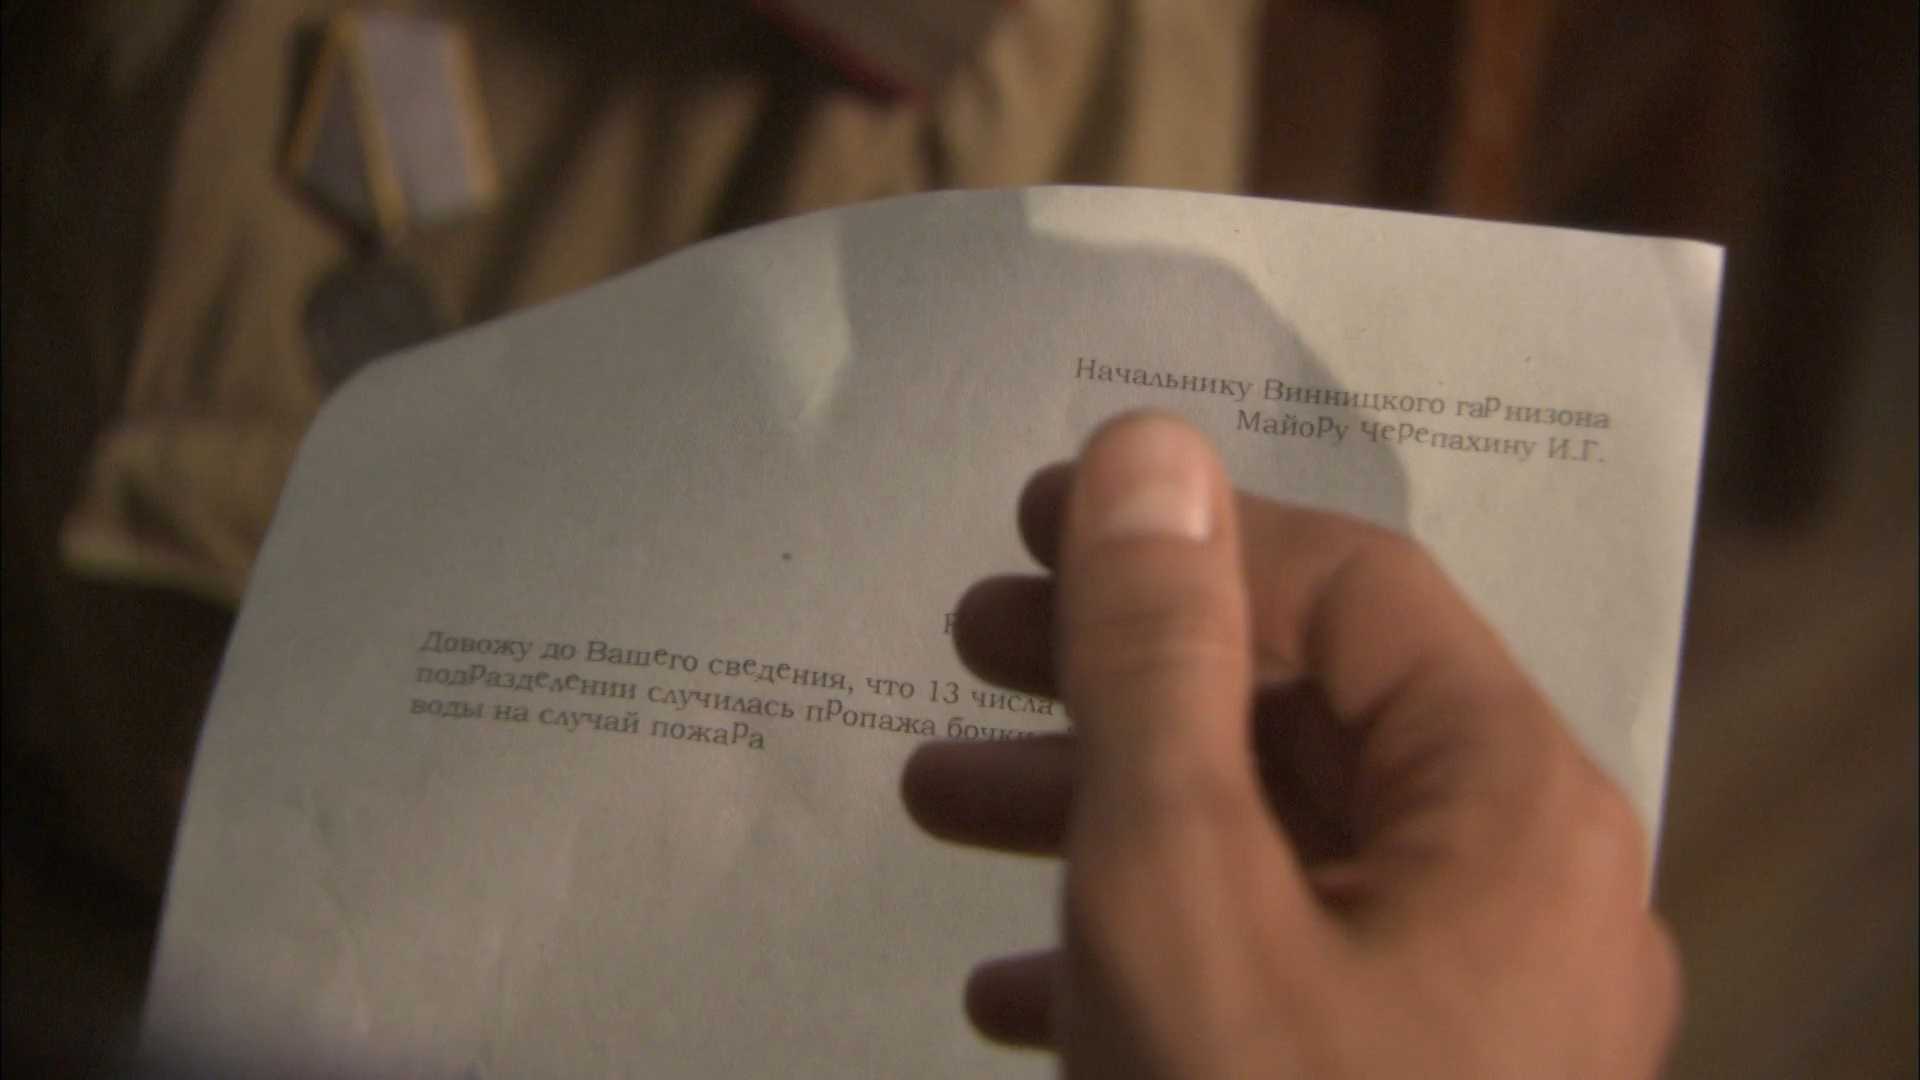 Начальнику Винницкого гарнизона
Майору Черепахину И.Г.
Довожу до Вашего сведения, что 13 числа
подразделении случилась пропажа бочки
воды на случай пожара